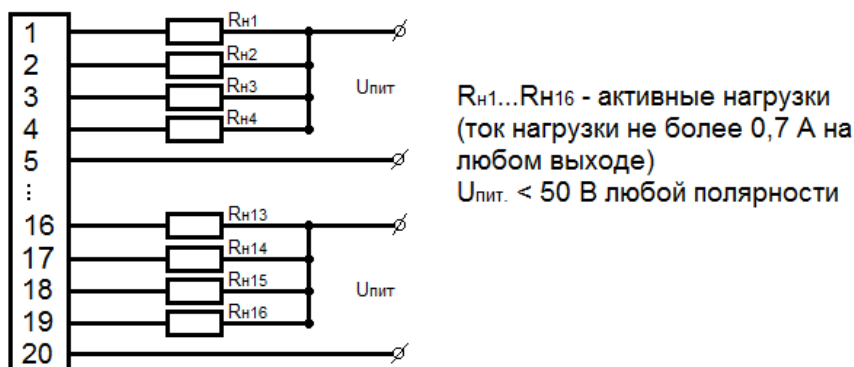 1
Rн1
2
Rн2
3
Rн3
Uпит
4
Rн4
5
...
16
Rн13
17
Rн14
18
Rн15
Uпит
19
Rн16
20
Rн1...RН16 - активные нагрузки
(ток нагрузки не более 0,7 А на
любом выходе)
Uпит. < 50 В любой полярности